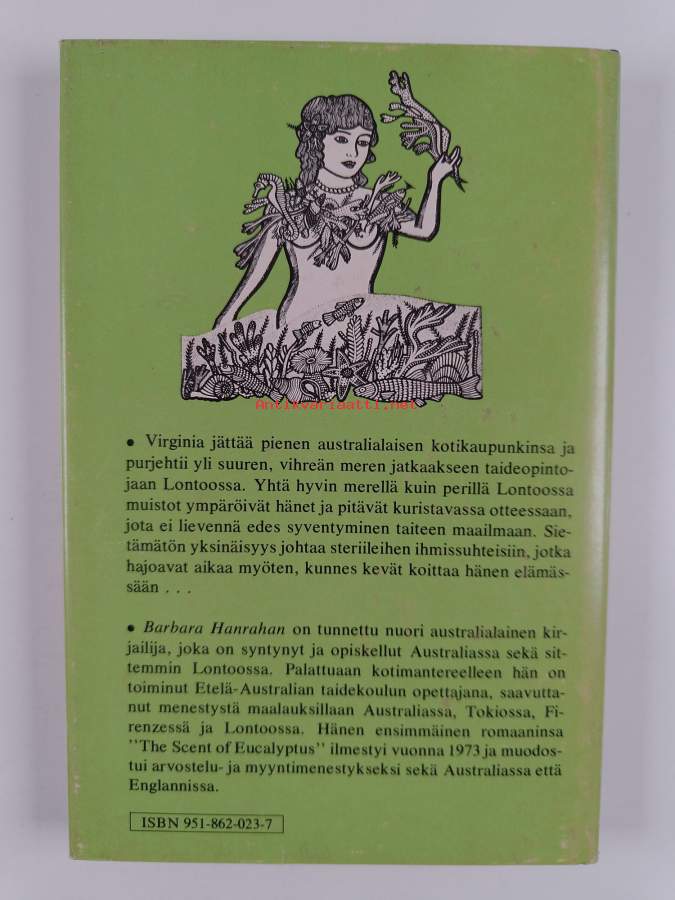 Antikvariaatti.net
• Virginia jättää pienen australialaisen kotikaupunkinsa ja
purjehtii yli suuren, vihreän meren jatkaakseen taideopinto-
jaan Lontoossa. Yhtä hyvin merellä kuin perillä Lontoossa
muistot ympäröivät hänet ja pitävät kuristavassa otteessaan,
jota ei lievennä edes syventyminen taiteen maailmaan. Sie-
tämätön yksinäisyys johtaa steriileihen ihmissuhteisiin, jotka
hajoavat aikaa myöten, kunnes kevät koittaa hänen elämäs-
sään . . .
• Barbara Hanrahan on tunnettu nuori australialainen kir-
jailija, joka on syntynyt ja opiskellut Australiassa sekä sit-
temmin Lontoossa. Palattuaan kotimantereelleen hän on
toiminut Etelä-Australian taidekoulun opettajana, saavutta-
nut menestystä maalauksillaan Australiassa, Tokiossa, Fi-
renzessä ja Lontoossa. Hänen ensimmäinen romaaninsa
"The Scent of Eucalyptus" ilmestyi vuonna 1973 ja muodos-
tui arvostelu- ja myyntimenestykseksi sekä Australiassa että
Englannissa.
ISBN 951-862-023-7